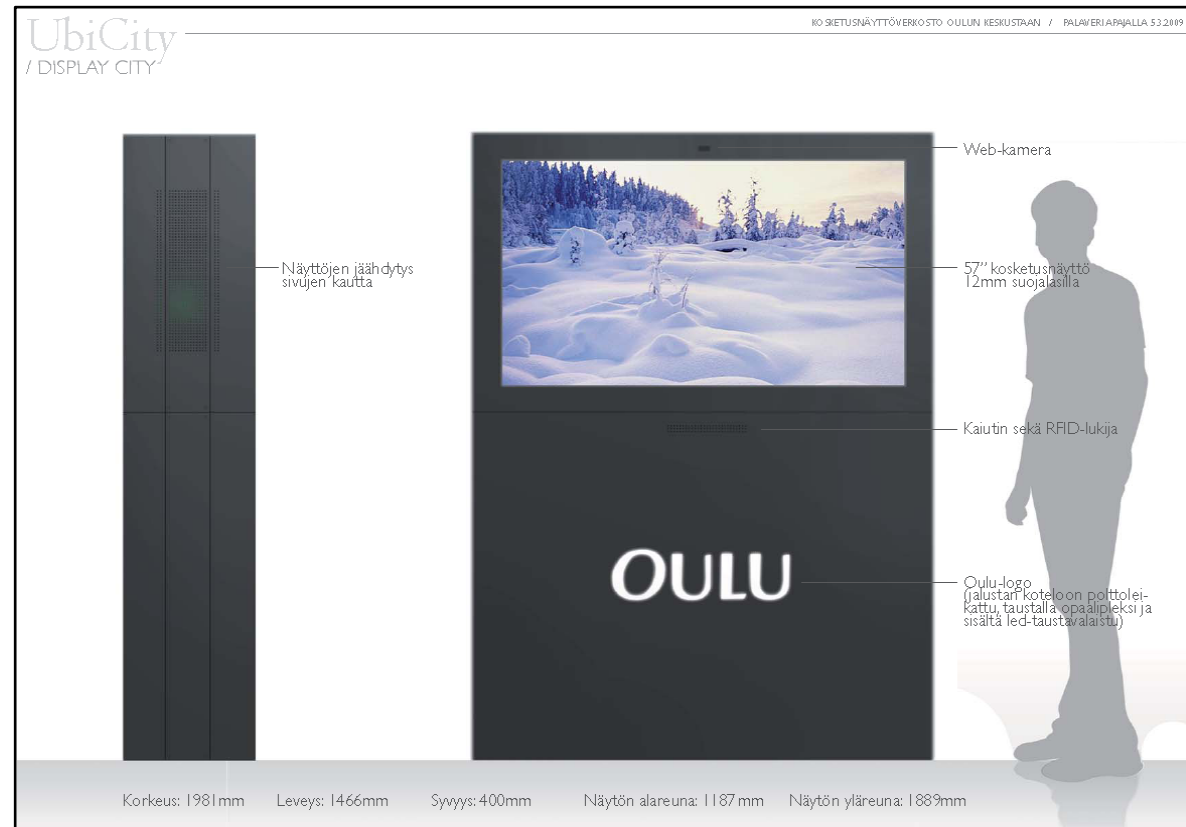 UbiCity
/ DISPLAY CITY
KOSKETUSNÄYTTÖVERKOSTO OULUN KESKUSTAAN / PALAVERI APAJALLA 5.3.2009
Web-kamera
Näyttöjen jäähdytys
sivujen kautta
57” kosketusnäyttö
12mm suojalasilla
Kaiutin sekä RFID-lukija
OULU
Oulu-logo
(jalustan koteloon polttolei-
kattu, taustalla opaalipleksi ja
sisältä led-taustavalaistu)
Korkeus: 1981mm Leveys: 1466mm Syvyys: 400mm Näytön alareuna: 1187mm Näytön yläreuna: 1889mm